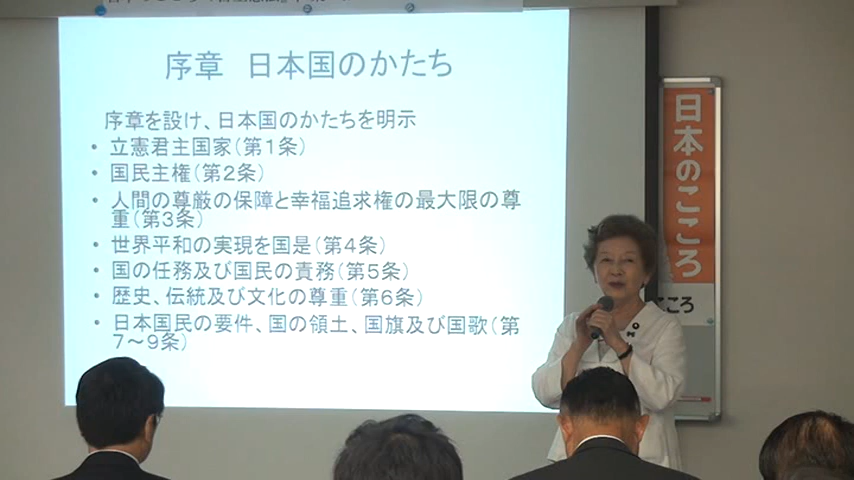 序章　日本国のかたち
序章を設け、日本国のかたちを明示
• 立憲君主国家（第1条）
• 国民主権（第2条）
• 人間の尊厳の保障と幸福追求権の最大限の尊
重（第3条）
• 世界平和の実現を国是（第4条）
• 国の任務及び国民の責務（第5条）
• 歴史、伝統及び文化の尊重（第6条）
• 日本国民の要件、国の領土、国旗及び国歌（第
7〜9条）
日本のこころ
こころ